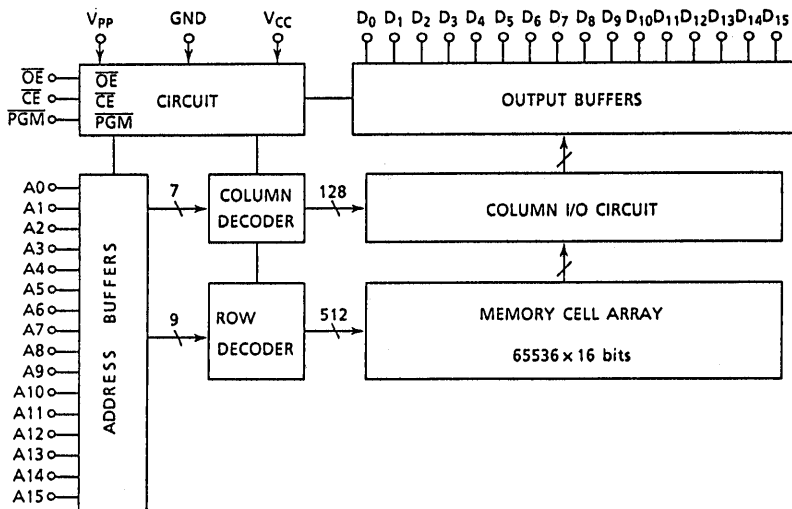 VPP GND VCC D0 D1 D2 D3 D4 D5 D6 D7 D8 D9 D10 D11 D12 D13 D14 D15
OE
CE
PGM
OE
CE CIRCUIT
PGM
OUTPUT BUFFERS
A0
A1
A2
A3
A4
A5
A6
A7
A8
A9
A10
A11
A12
A13
A14
A15
ADDRESS BUFFERS
7
COLUMN
DECODER
128
COLUMN I/O CIRCUIT
9
ROW
DECODER
512
MEMORY CELL ARRAY
65536 × 16 bits